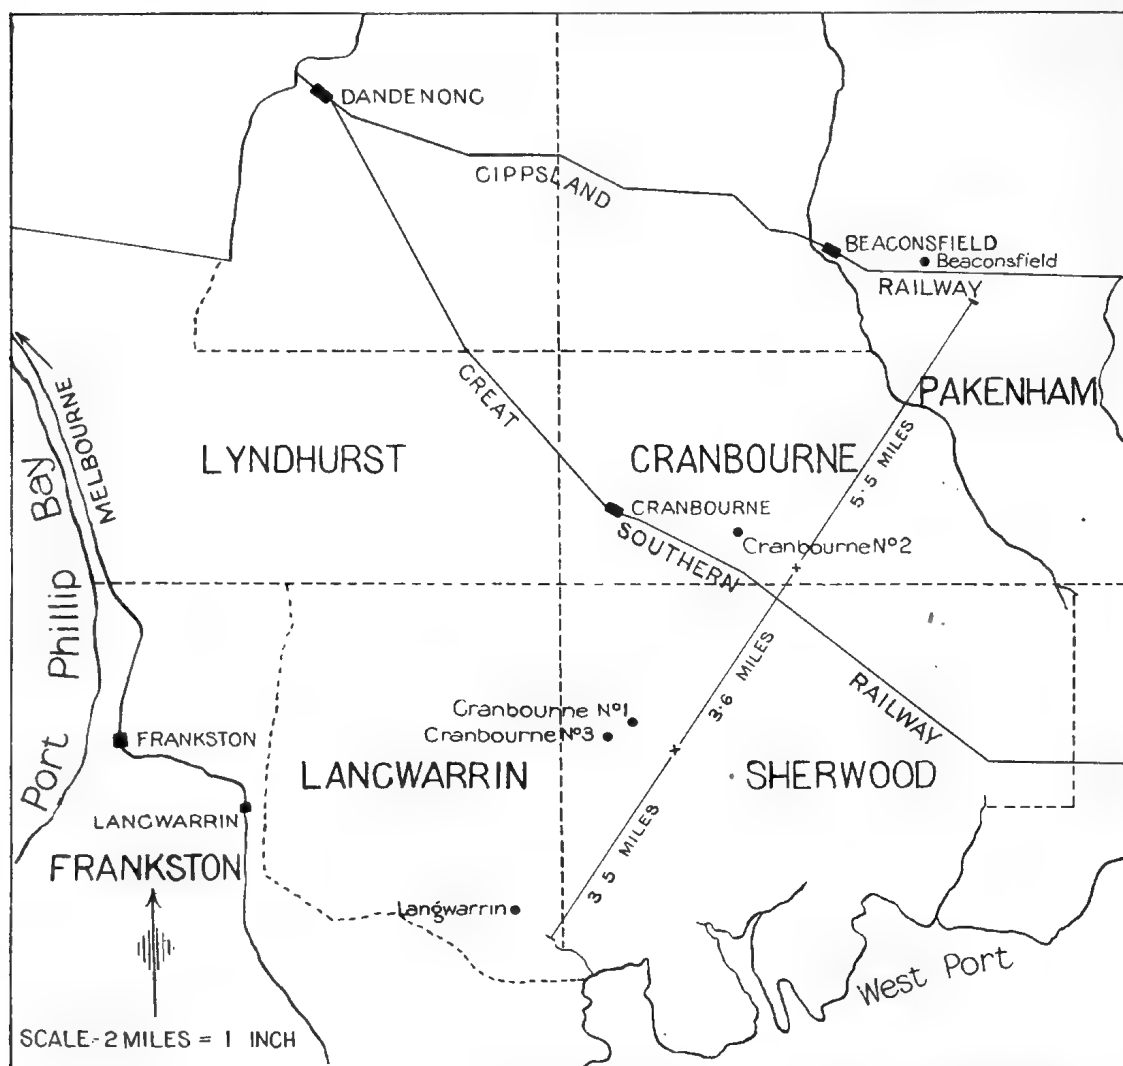 DANDENONG
GIPPSLAND
BEACONSFIELD
Beaconsfield
RAILWAY
PAKENHAM
GREAT
MELBOURNE
LYNDHURST
CRANBOURNE
5·5 MILES
Port Phillip Bay
CRANBOURNE
SOUTHERN
Cranbourne Nº2
3·6 MILES
RAILWAY
Cranbourne Nº1
Cranbourne Nº3
FRANKSTON
LANGWARRIN
SHERWOOD
LANGWARRIN
3 5 MILES
FRANKSTON
Langwarrin
West Port
SCALE:- 2 MILES = 1 INCH